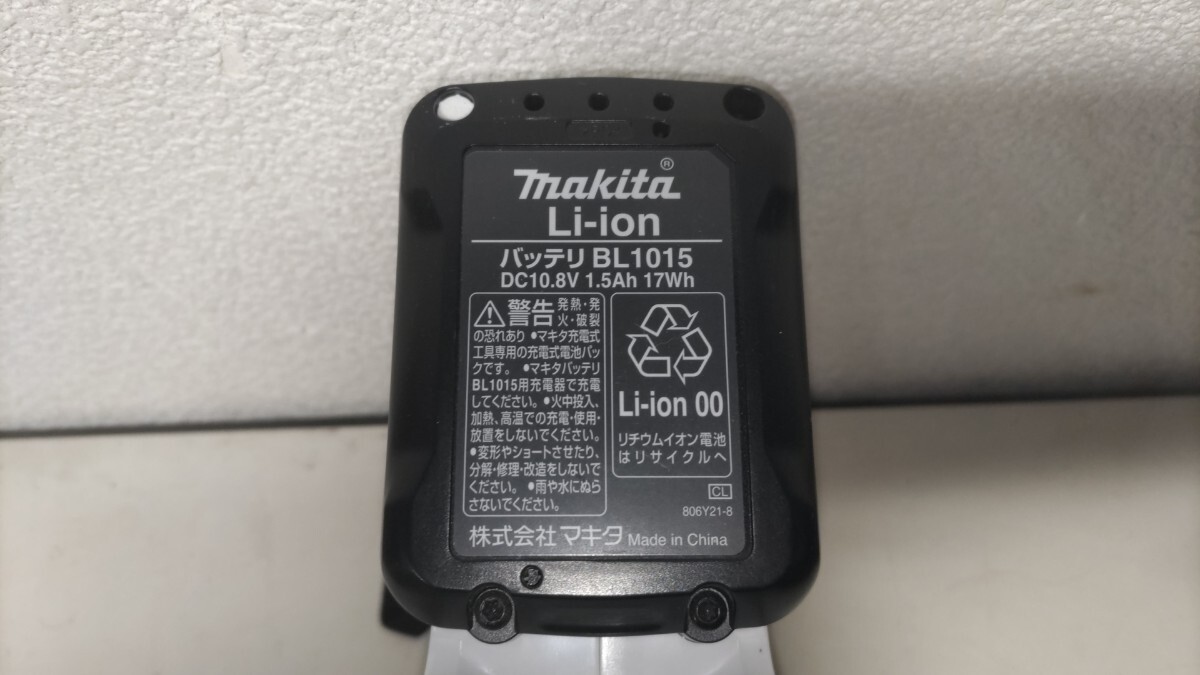 makita®
Li-ion
バッテリ BL1015
DC10.8V 1.5Ah 17Wh
警告 発熱・発
火・破裂
の恐れあり ●マキタ充電式
工具専用の充電式電池パッ
クです。 ●マキタバッテリ
BL1015用充電器で充電
してください。●火中投入、
加熱、高温での充電・使用・
放置をしないでください。
●変形やショートさせたり、
分解・修理・改造をしないで
ください。 ●雨や水にぬら
さないでください。
Li-ion 00
リチウムイオン電池
はリサイクルへ
CL
806Y21-8
株式会社 マキタ Made in China